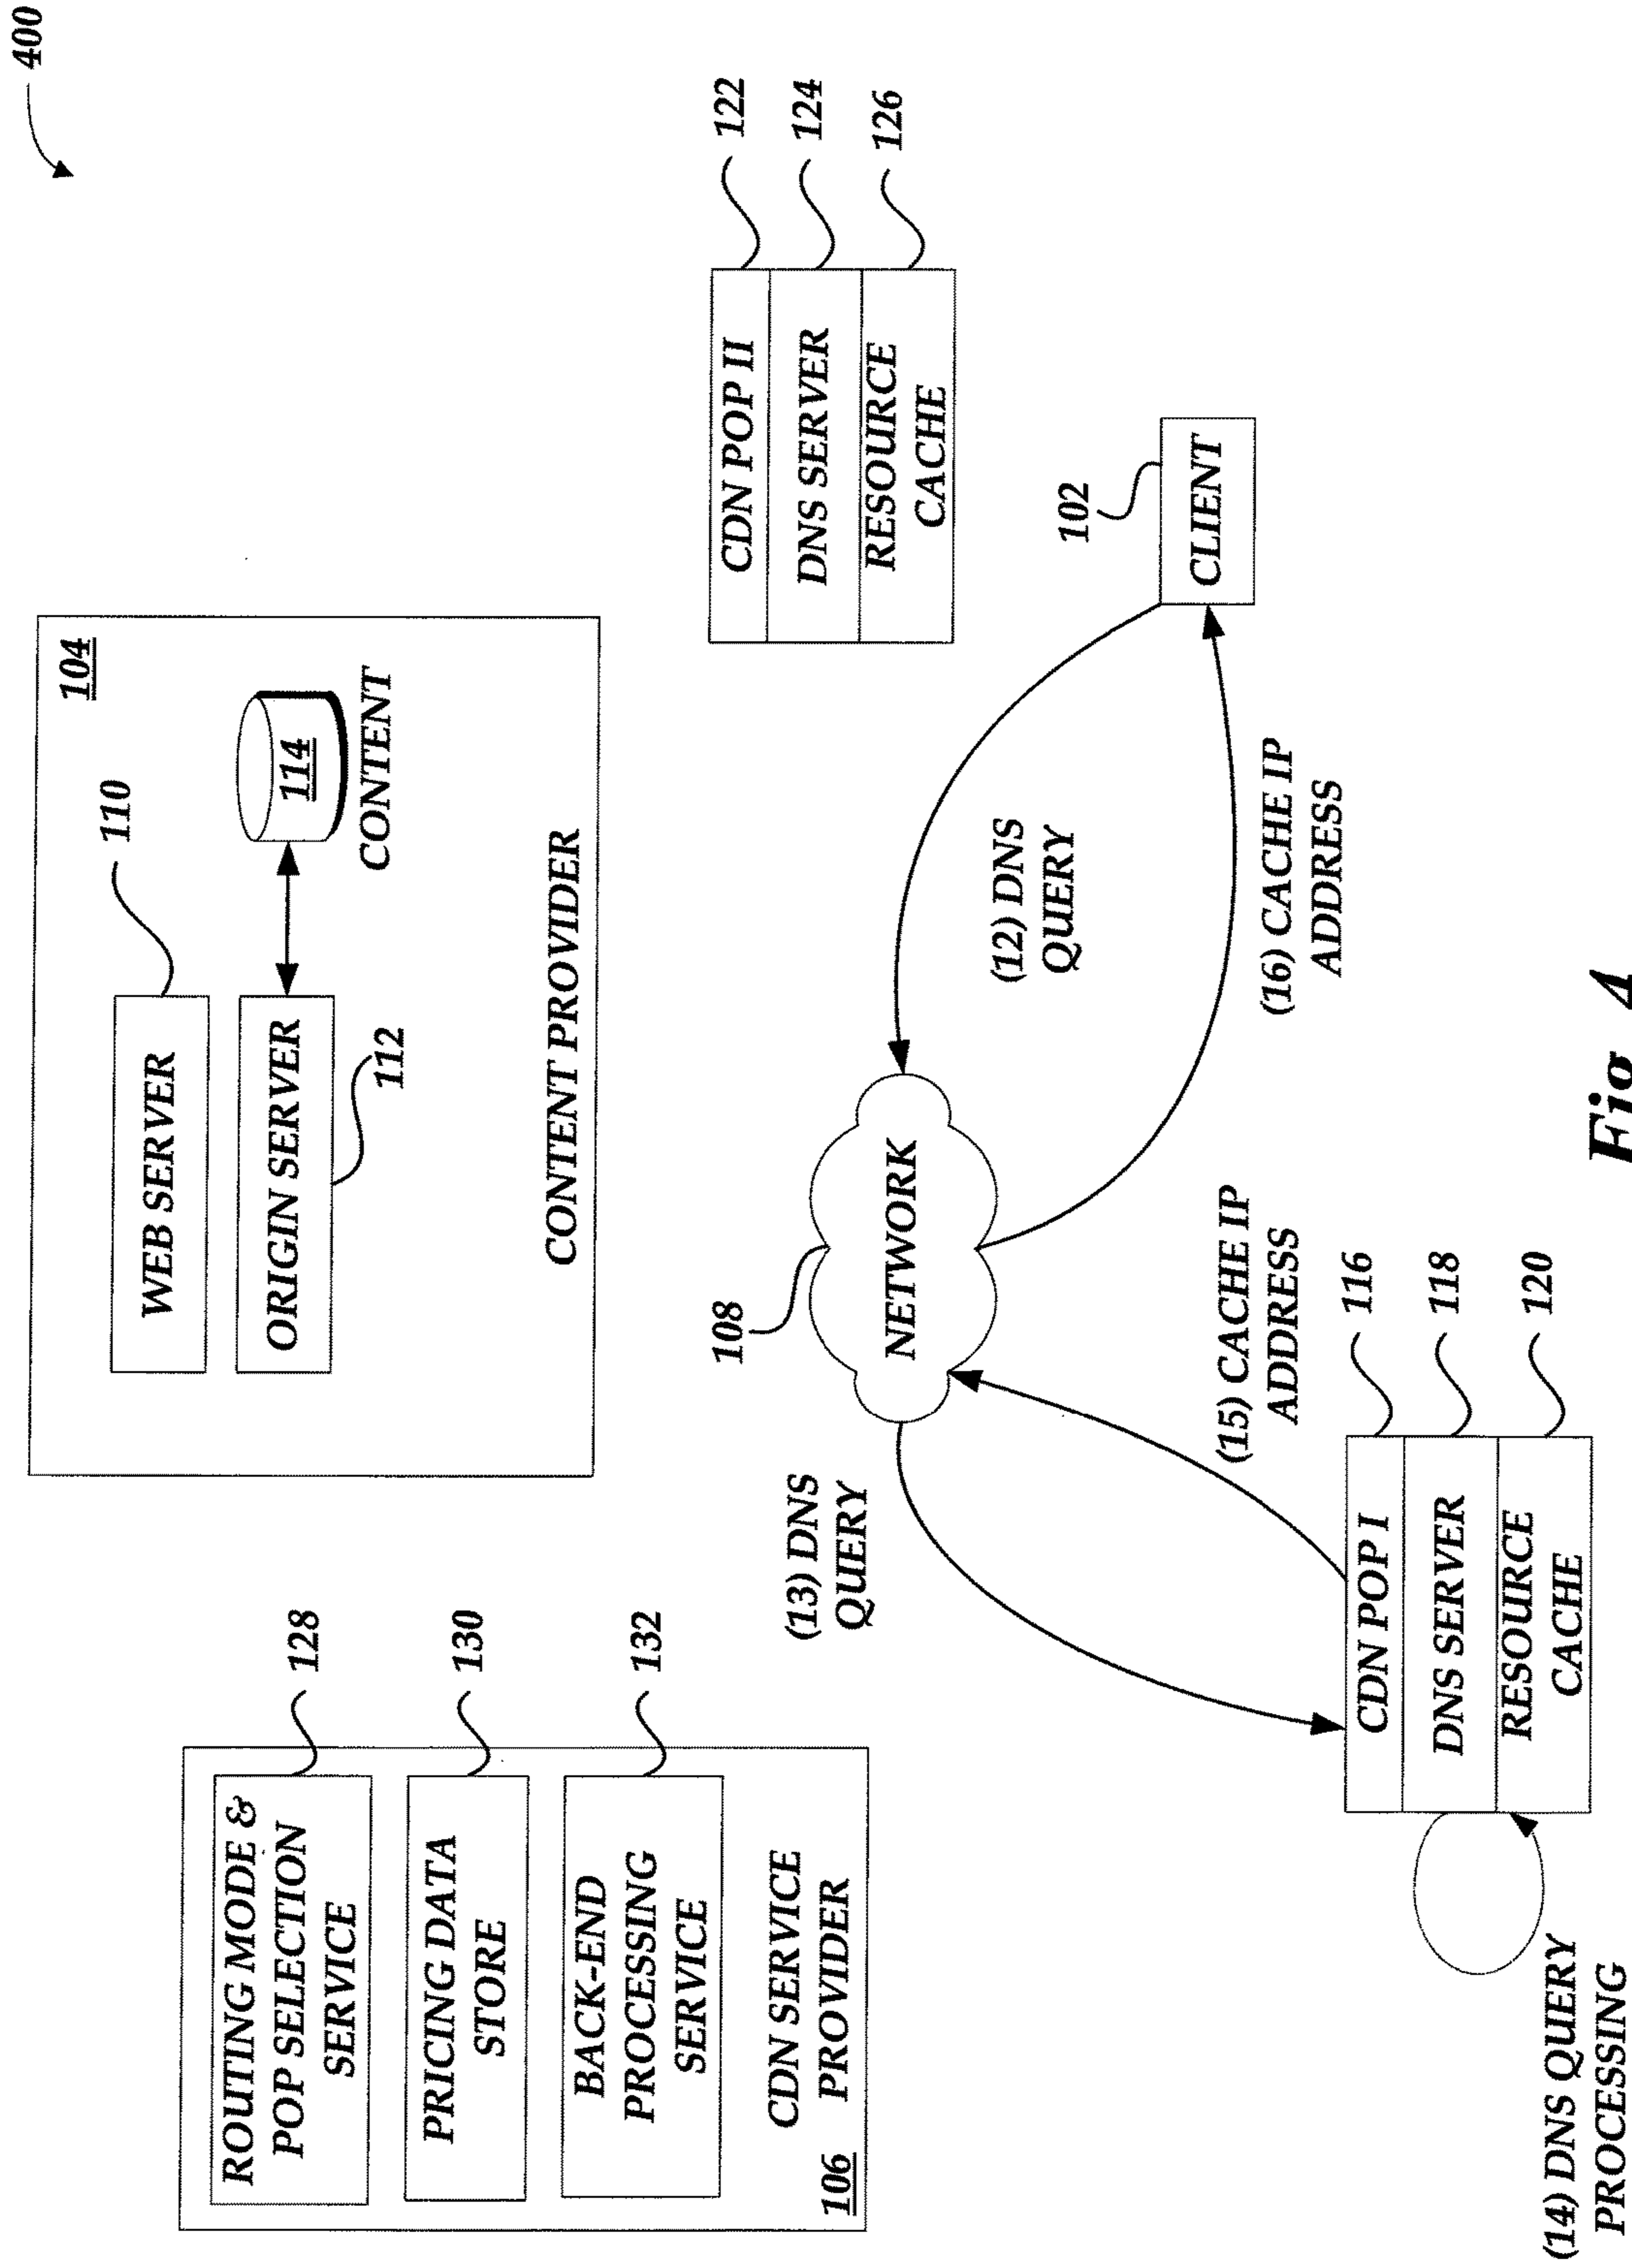 400
104
110
WEB SERVER
114
CONTENT
ORIGIN SERVER
112
CONTENT PROVIDER
ROUTING MODE &
POP SELECTION
SERVICE
128
PRICING DATA
STORE
130
BACK-END
PROCESSING
SERVICE
132
CDN SERVICE
PROVIDER
106
122
124
126
CDN POP II
DNS SERVER
RESOURCE
CACHE
108
NETWORK
102
CLIENT
(12) DNS
QUERY
(13) DNS
QUERY
(15) CACHE IP
ADDRESS
(16) CACHE IP
ADDRESS
116
118
120
CDN POP I
DNS SERVER
RESOURCE
CACHE
(14) DNS QUERY
PROCESSING
Fig. 4